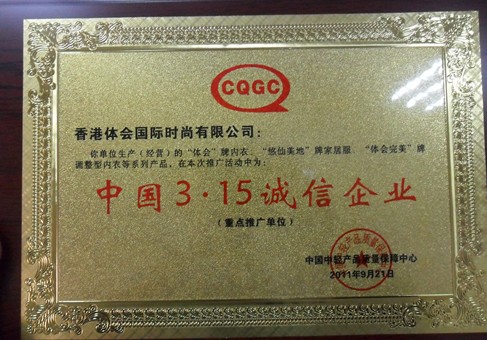 CQGC
香港体会国际时尚有限公司：
你单位生产（经营）的“体会”牌内衣、“悠仙美地”牌家居服、“体会完美”牌
调整型内衣等系列产品，在本次推广活动中为：
中国3·15诚信企业
（重点推广单位）
中国中轻产品质量保障中心
2011年9月21日